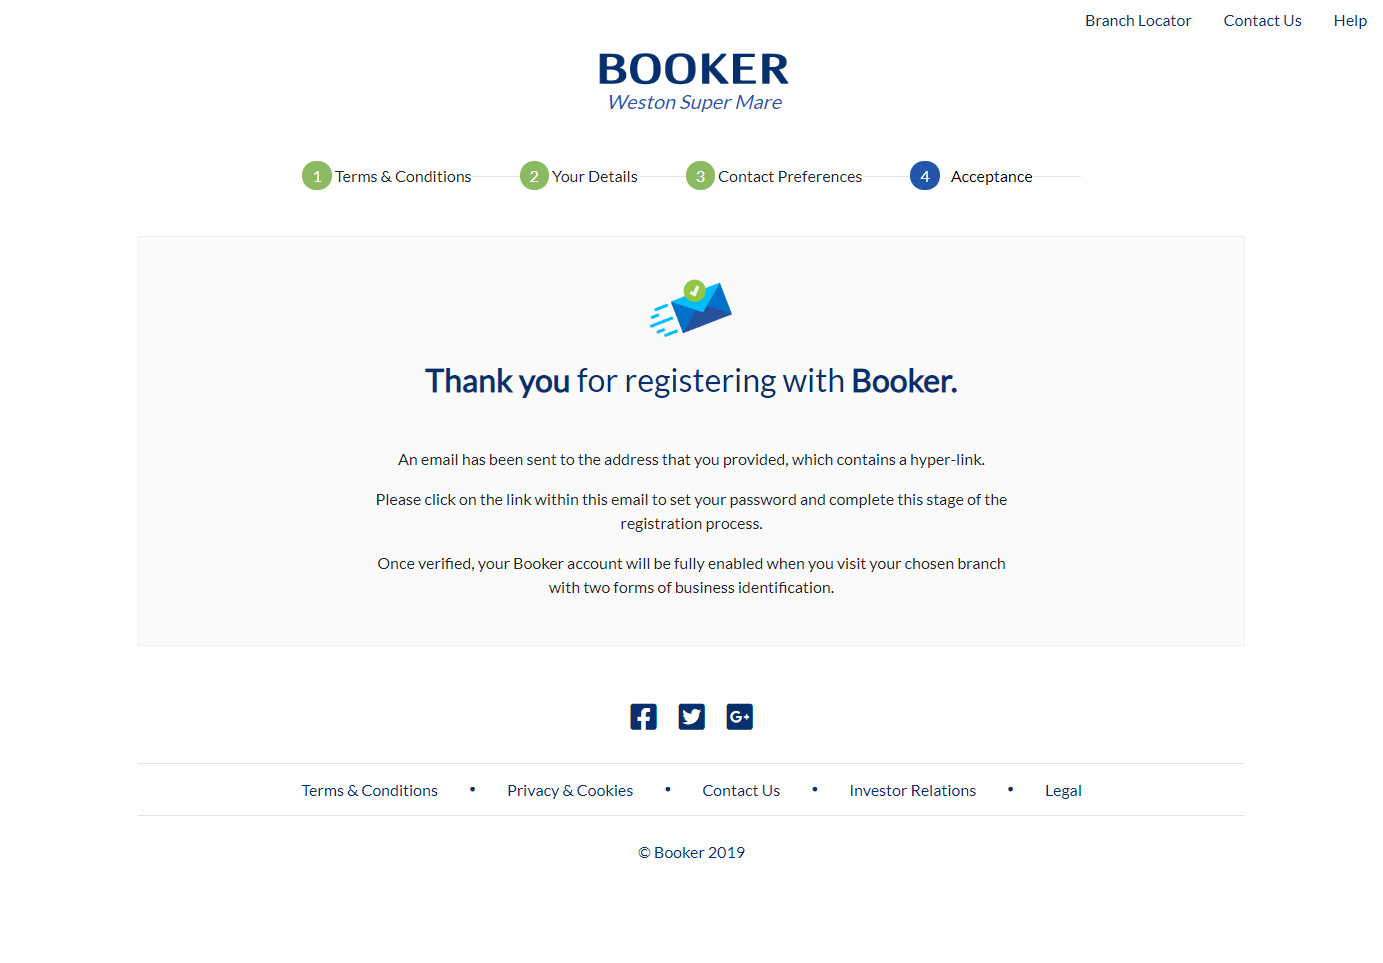 Branch Locator Contact Us Help
BOOKER
Weston Super Mare
1 Terms & Conditions 2 Your Details 3 Contact Preferences 4 Acceptance
Thank you for registering with Booker.
An email has been sent to the address that you provided, which contains a hyper-link.
Please click on the link within this email to set your password and complete this stage of the
registration process.
Once verified, your Booker account will be fully enabled when you visit your chosen branch
with two forms of business identification.
Terms & Conditions • Privacy & Cookies • Contact Us • Investor Relations • Legal
© Booker 2019